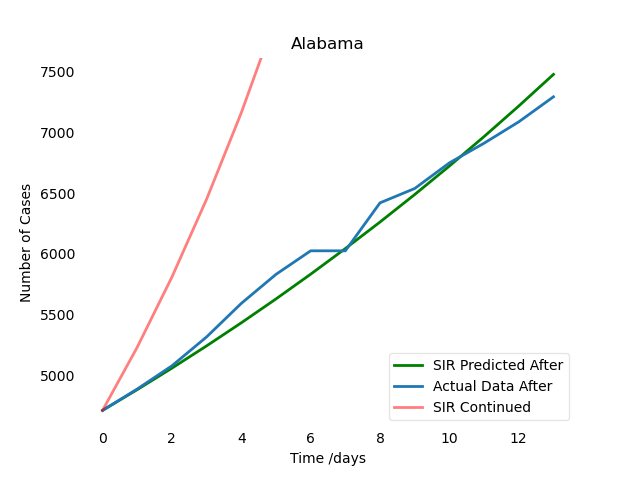 Alabama
7500
7000
6500
6000
5500
5000
Number of Cases
0 2 4 6 8 10 12
Time /days
SIR Predicted After
Actual Data After
SIR Continued